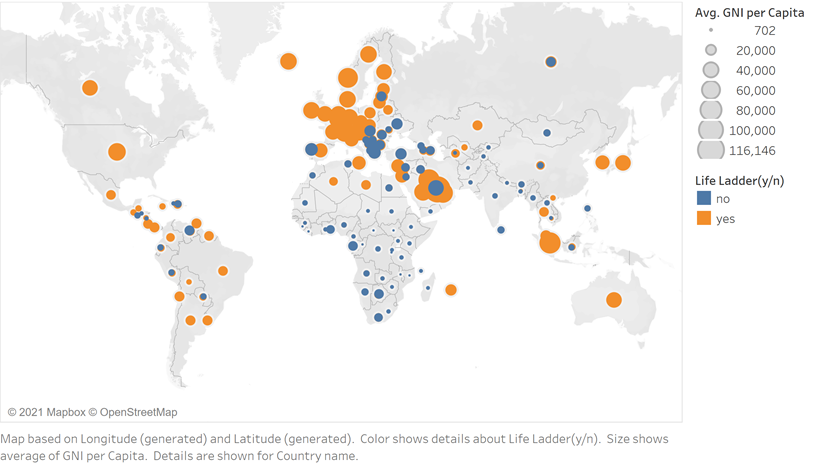 Avg. GNI per Capita
702
20,000
40,000
60,000
80,000
100,000
116,146
Life Ladder(y/n)
no
yes
© 2021 Mapbox © OpenStreetMap
Map based on Longitude (generated) and Latitude (generated). Color shows details about Life Ladder(y/n). Size shows
average of GNI per Capita. Details are shown for Country name.